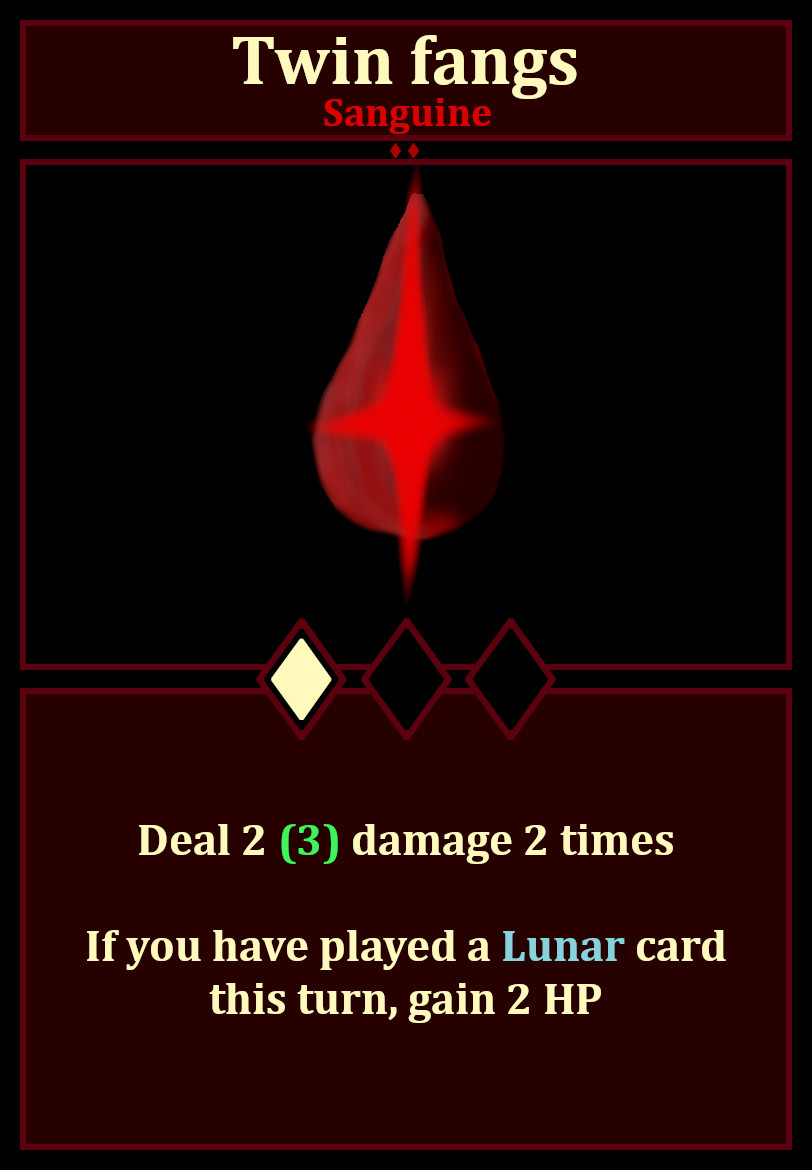 Twin fangs
Sanguine
Deal 2 (3) damage 2 times
If you have played a Lunar card
this turn, gain 2 HP